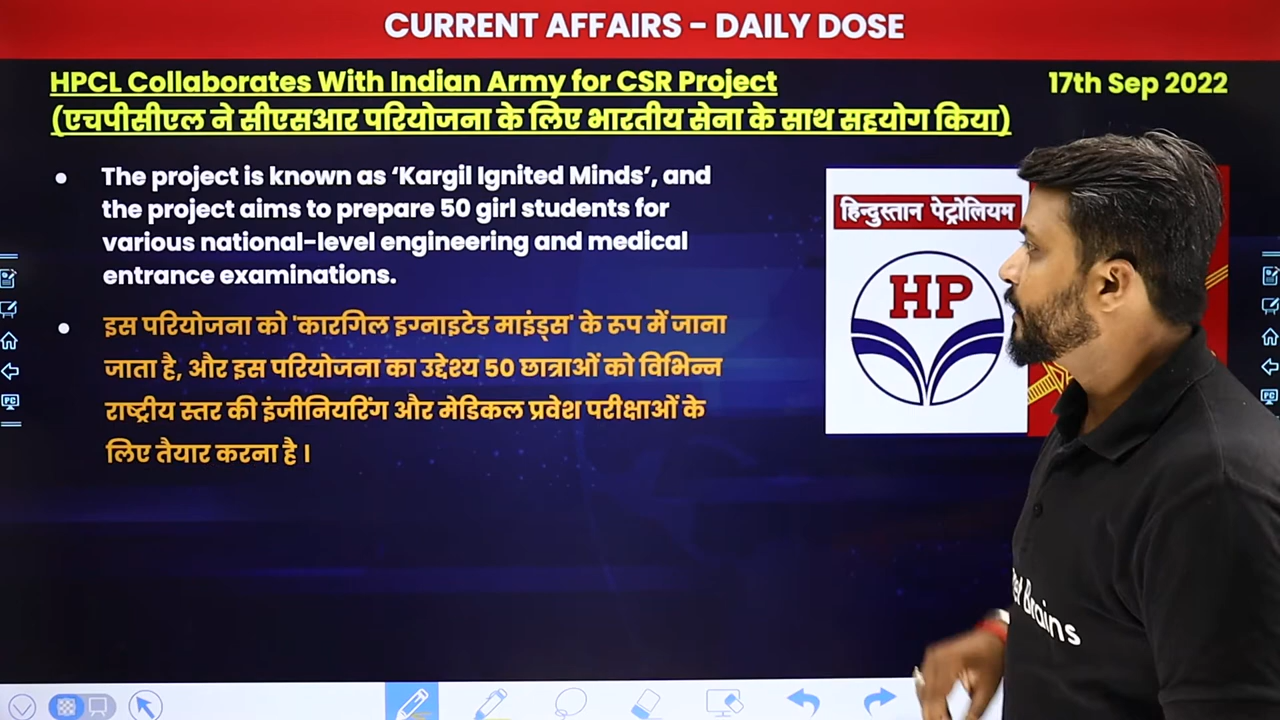 CURRENT AFFAIRS - DAILY DOSE
HPCL Collaborates With Indian Army for CSR Project
17th Sep 2022
(एचपीसीएल ने सीएसआर परियोजना के लिए भारतीय सेना के साथ सहयोग किया)
• The project is known as ‘Kargil Ignited Minds’, and
the project aims to prepare 50 girl students for
various national-level engineering and medical
entrance examinations.
• इस परियोजना को 'कारगिल इग्नाइटेड माइंड्स' के रूप में जाना
जाता है, और इस परियोजना का उद्देश्य 50 छात्राओं को विभिन्न
राष्ट्रीय स्तर की इंजीनियरिंग और मेडिकल प्रवेश परीक्षाओं के
लिए तैयार करना है ।
हिन्दुस्तान पेट्रोलियम
HP
Brains
PC
PC